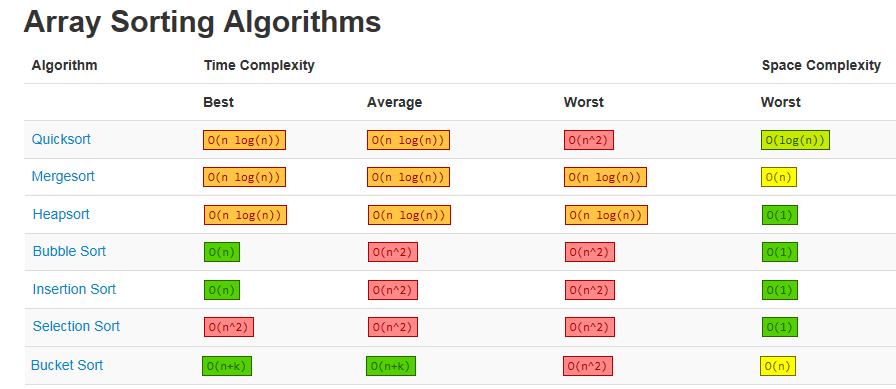 Array Sorting Algorithms
Algorithm Time Complexity Space Complexity
Best Average Worst Worst
Quicksort O(n log(n)) O(n log(n)) O(n^2) O(log(n))
Mergesort O(n log(n)) O(n log(n)) O(n log(n)) O(n)
Heapsort O(n log(n)) O(n log(n)) O(n log(n)) O(1)
Bubble Sort O(n) O(n^2) O(n^2) O(1)
Insertion Sort O(n) O(n^2) O(n^2) O(1)
Selection Sort O(n^2) O(n^2) O(n^2) O(1)
Bucket Sort O(n+k) O(n+k) O(n^2) O(n)